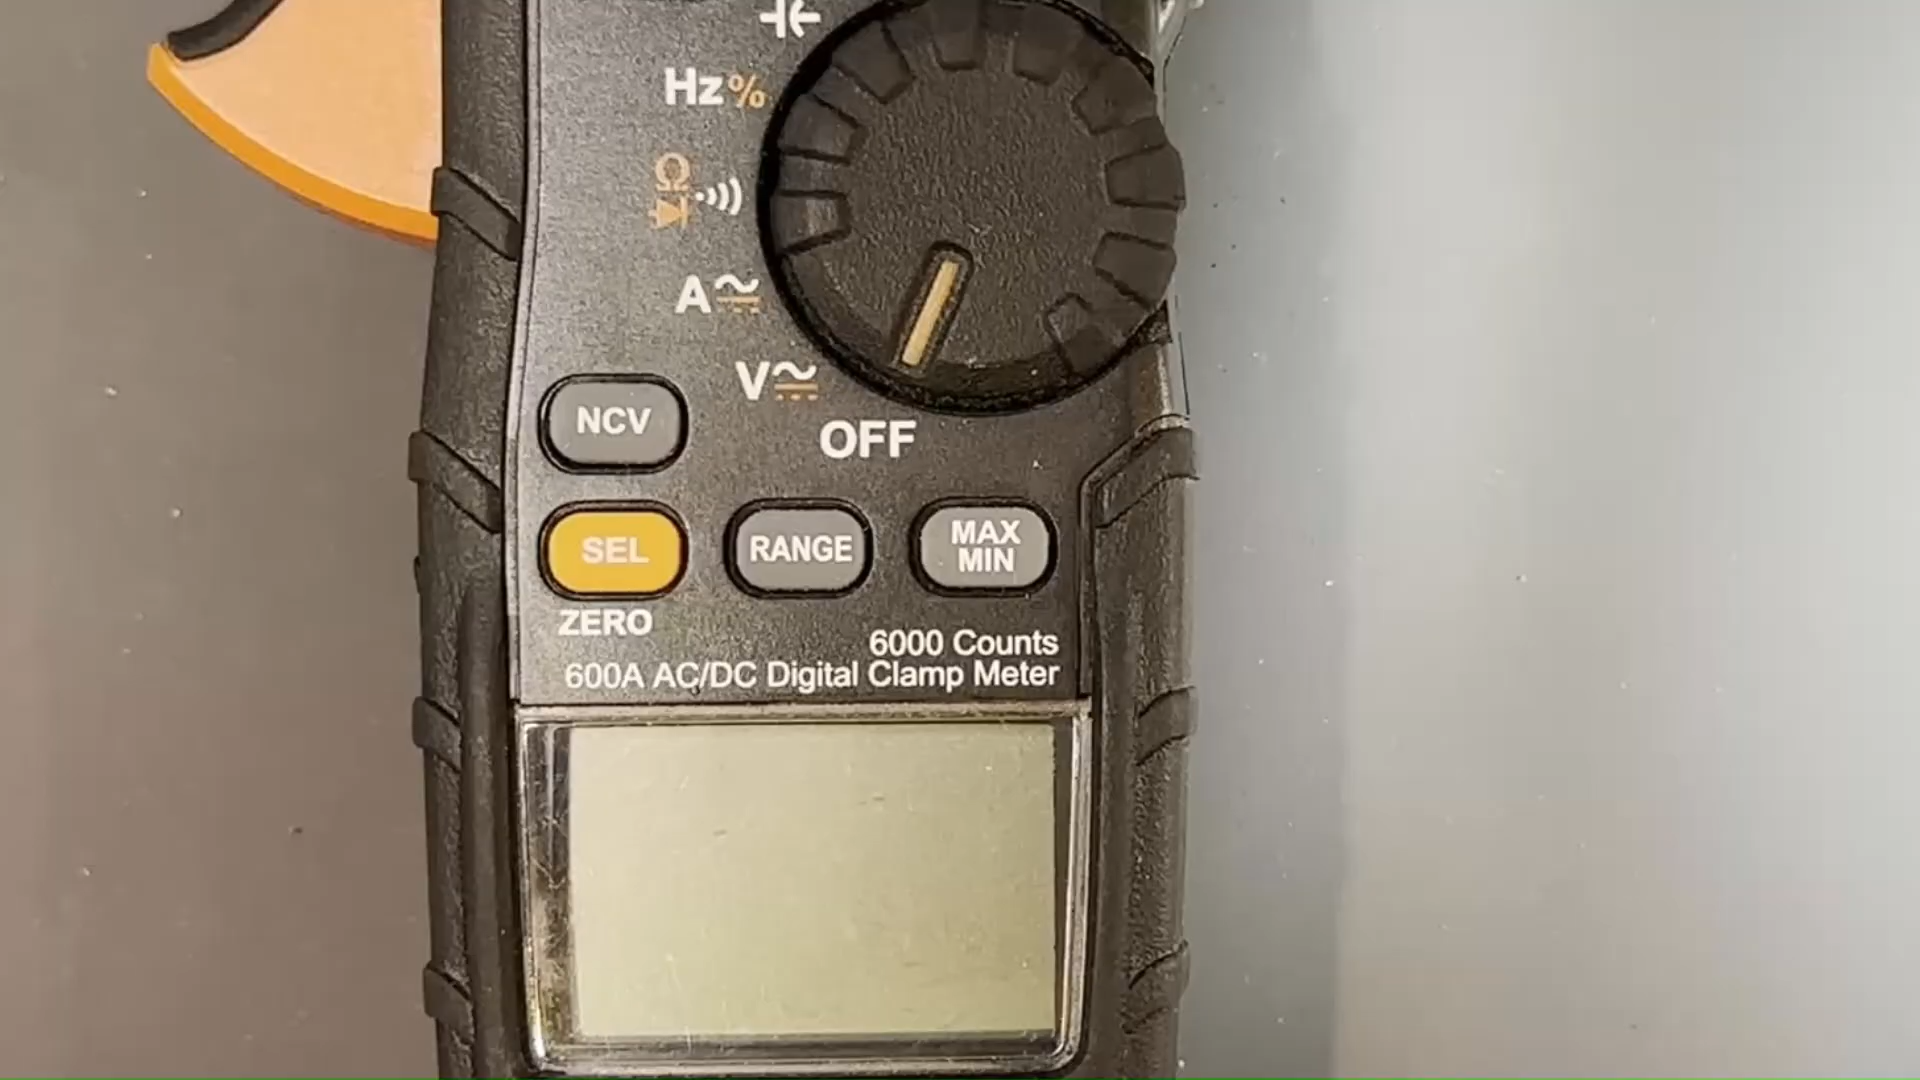 Hz%
Ω
A
V
NCV
OFF
SEL
RANGE
MAX
MIN
ZERO
6000 Counts
600A AC/DC Digital Clamp Meter